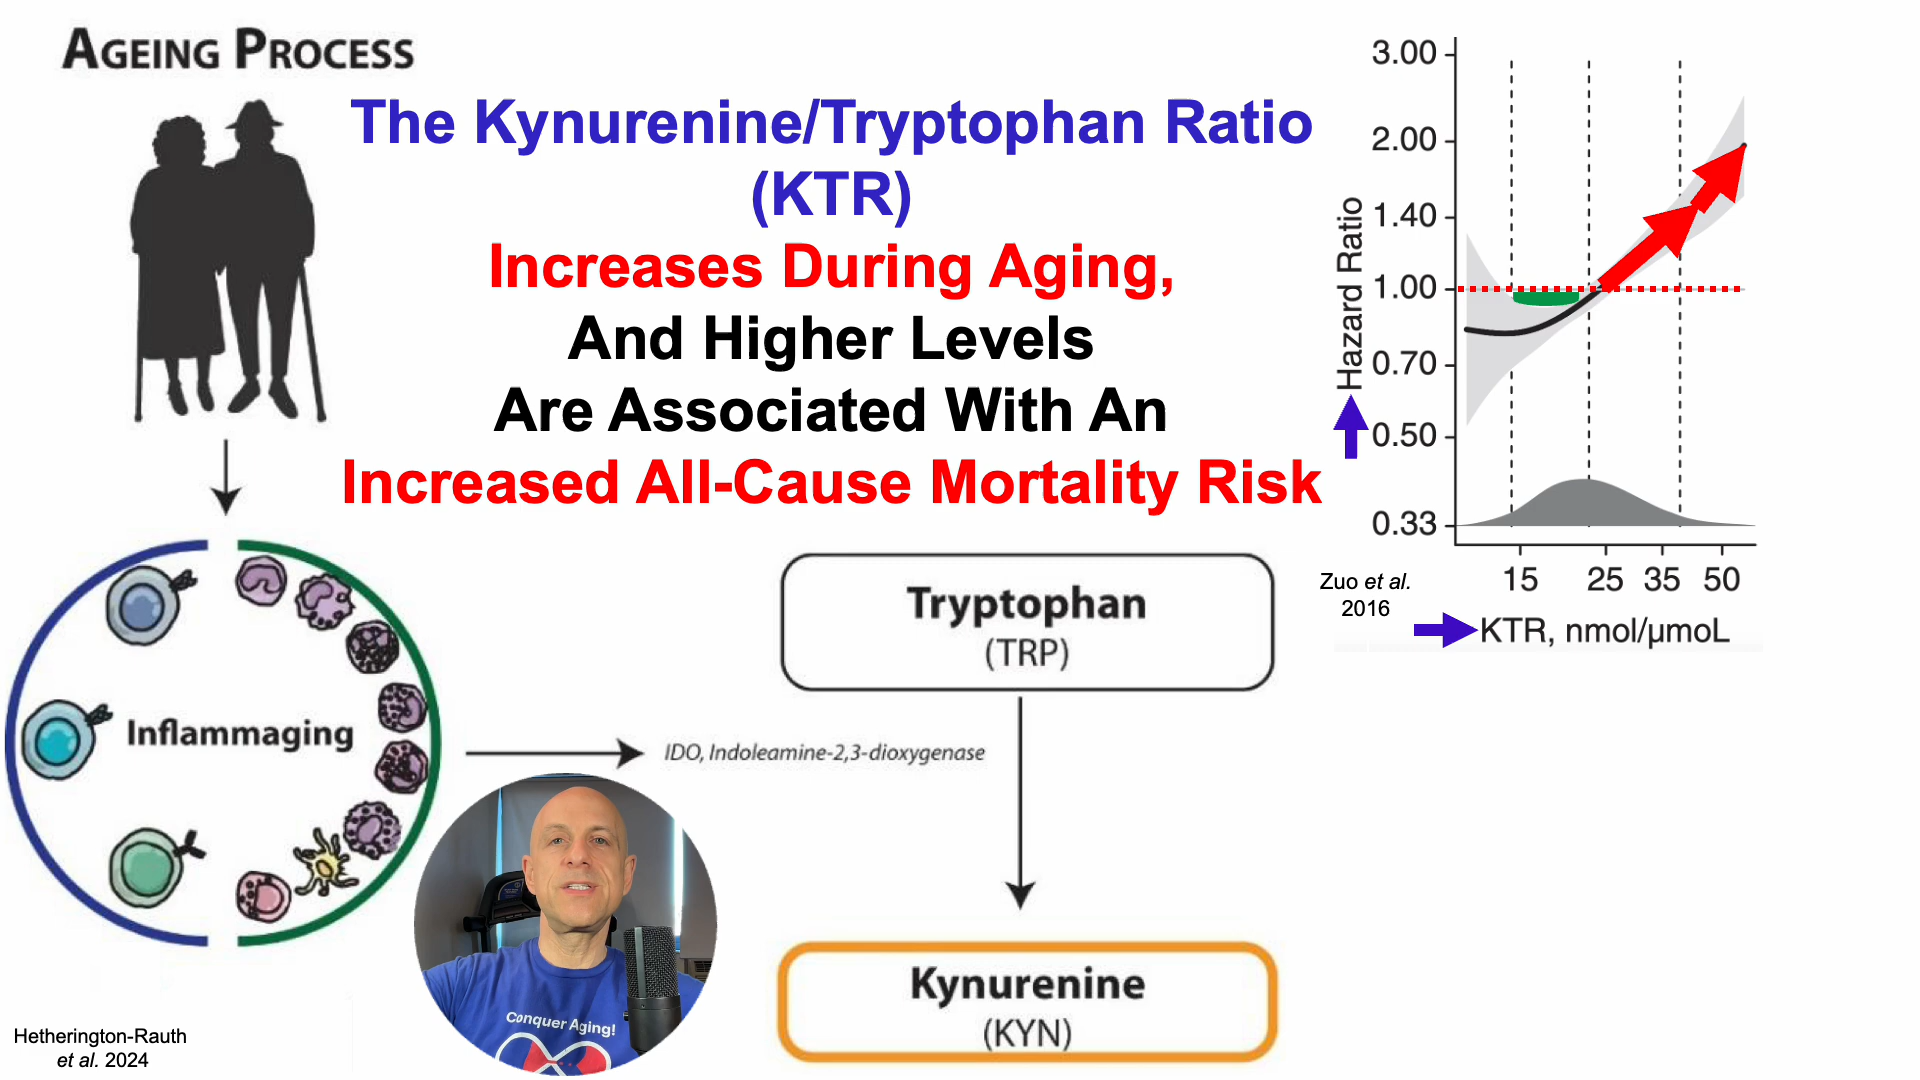 AGEING PROCESS
The Kynurenine/Tryptophan Ratio
(KTR)
Increases During Aging,
And Higher Levels
Are Associated With An
Increased All-Cause Mortality Risk
3.00
2.00
1.40
1.00
0.70
0.50
0.33
Hazard Ratio
15 25 35 50
KTR, nmol/µmoL
Zuo et al.
2016
Inflammaging
IDO, Indoleamine-2,3-dioxygenase
Tryptophan
(TRP)
Kynurenine
(KYN)
Conquer Aging!
Hetherington-Rauth
et al. 2024